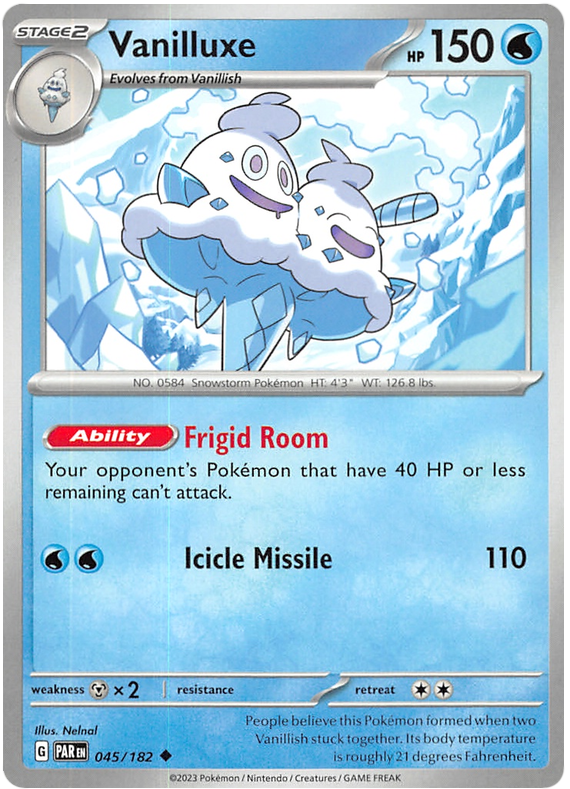 STAGE2
Vanilluxe
HP 150
Evolves from Vanillish
NO. 0584 Snowstorm Pokémon HT: 4'3" WT: 126.8 lbs.
Ability Frigid Room
Your opponent's Pokémon that have 40 HP or less
remaining can't attack.
Icicle Missile 110
weakness ×2 resistance retreat
Illus. Nelnal
G PAR EN 045/182
People believe this Pokémon formed when two
Vanillish stuck together. Its body temperature
is roughly 21 degrees Fahrenheit.
©2023 Pokémon / Nintendo / Creatures / GAME FREAK